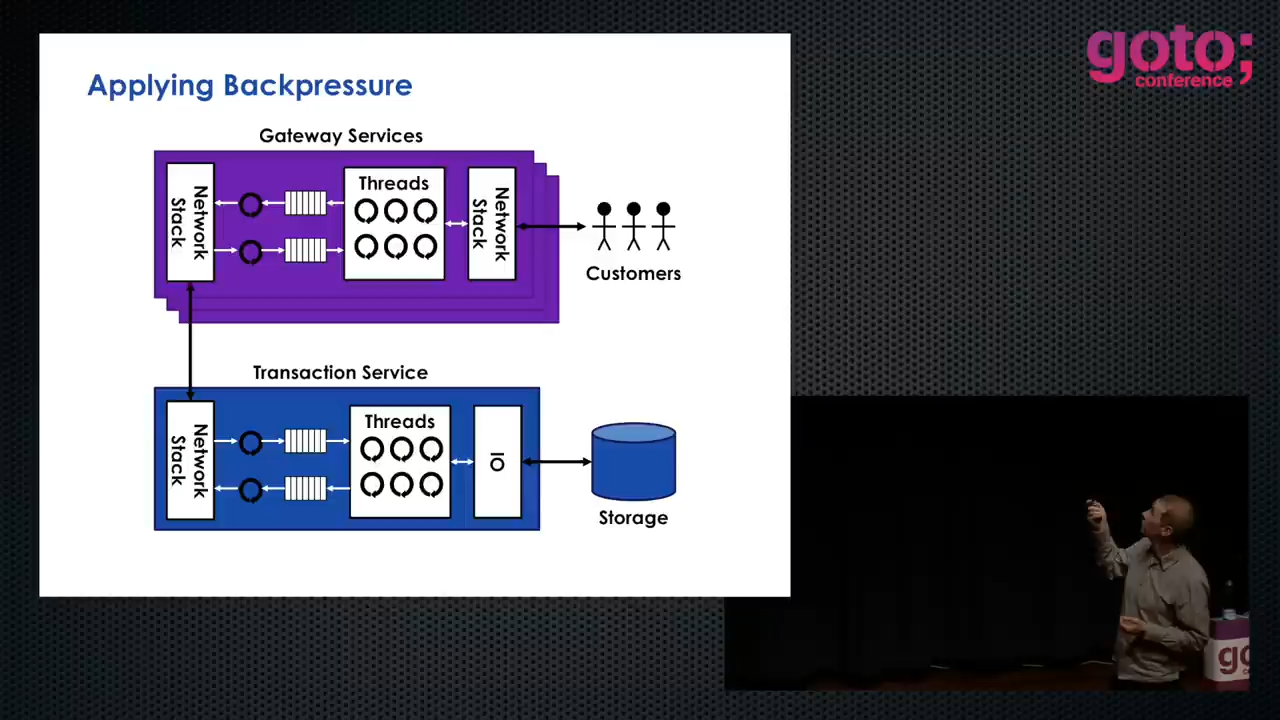 goto;
conference
Applying Backpressure
Gateway Services
Network
Stack
Threads
Network
Stack
Customers
Transaction Service
Network
Stack
Threads
IO
Storage
go